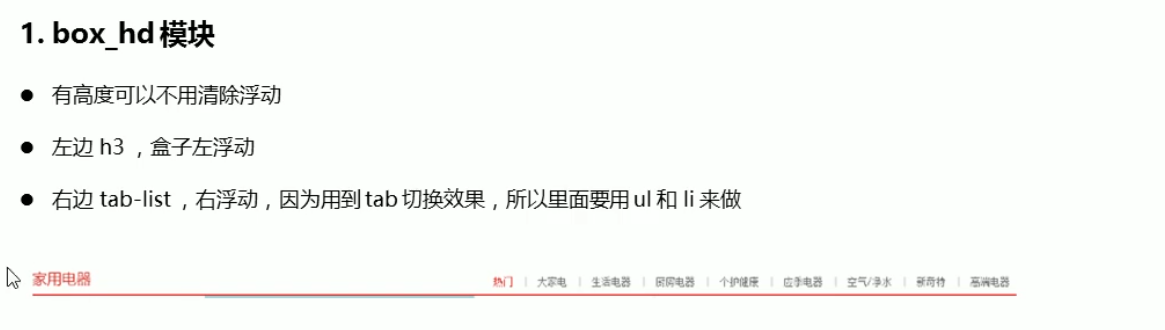 1. box_hd 模块
● 有高度可以不用清除浮动
● 左边 h3 ，盒子左浮动
● 右边 tab-list ，右浮动，因为用到 tab 切换效果，所以里面要用 ul 和 li 来做
家用电器 热门 | 大家电 | 生活电器 | 厨房电器 | 个护健康 | 应季电器 | 空气/净水 | 新奇特 | 高端电器